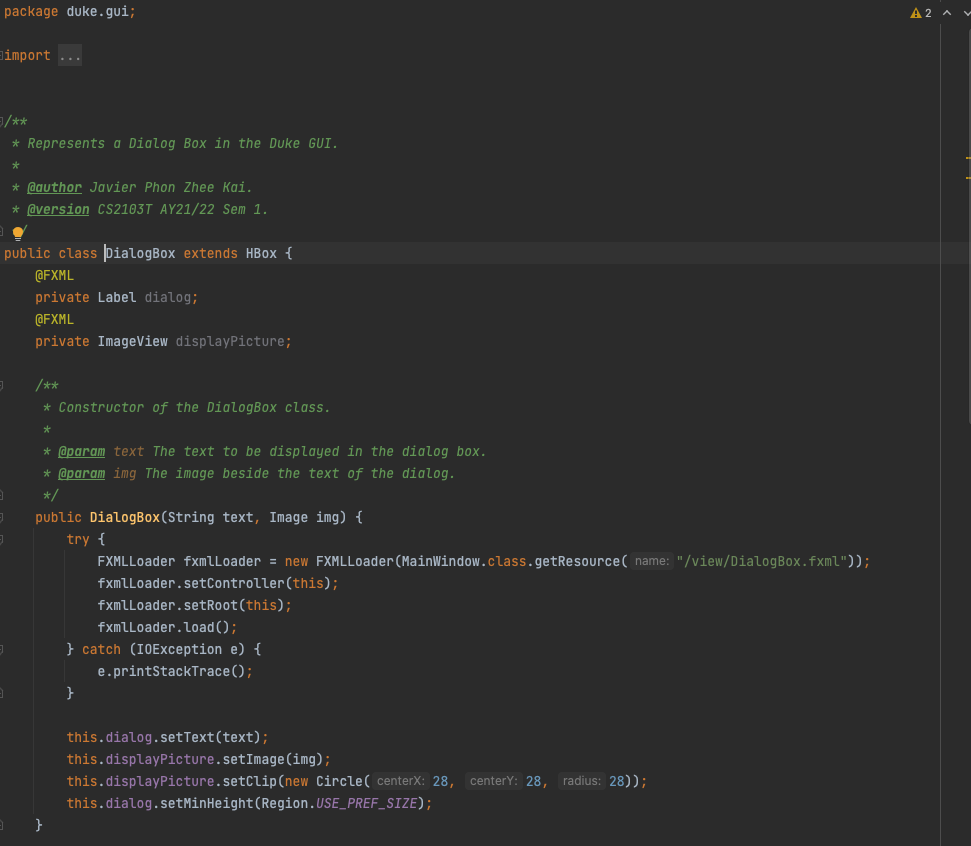 package duke.gui;
2
import ...
/**
 * Represents a Dialog Box in the Duke GUI.
 *
 * @author Javier Phon Zhee Kai.
 * @version CS2103T AY21/22 Sem 1.
 */
public class DialogBox extends HBox {
    @FXML
    private Label dialog;
    @FXML
    private ImageView displayPicture;
    /**
     * Constructor of the DialogBox class.
     *
     * @param text The text to be displayed in the dialog box.
     * @param img The image beside the text of the dialog.
     */
    public DialogBox(String text, Image img) {
        try {
            FXMLLoader fxmlLoader = new FXMLLoader(MainWindow.class.getResource( name: "/view/DialogBox.fxml"));
            fxmlLoader.setController(this);
            fxmlLoader.setRoot(this);
            fxmlLoader.load();
        } catch (IOException e) {
            e.printStackTrace();
        }
        this.dialog.setText(text);
        this.displayPicture.setImage(img);
        this.displayPicture.setClip(new Circle( centerX: 28, centerY: 28, radius: 28));
        this.dialog.setMinHeight(Region.USE_PREF_SIZE);
    }